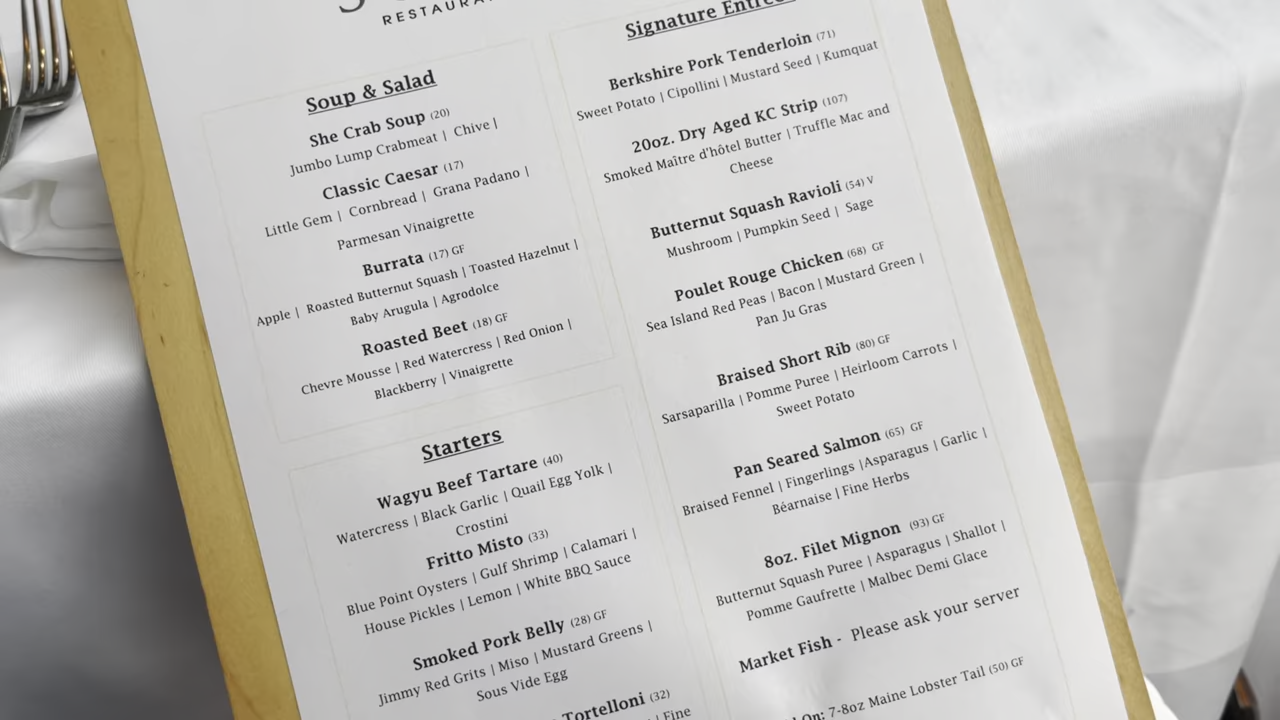 RESTAURA
Soup & Salad
She Crab Soup (20)
Jumbo Lump Crabmeat | Chive |
Classic Caesar (17)
Little Gem | Cornbread | Grana Padano |
Parmesan Vinaigrette
Burrata (17) GF
Apple | Roasted Butternut Squash | Toasted Hazelnut |
Baby Arugula | Agrodolce
Roasted Beet (18) GF
Chevre Mousse | Red Watercress | Red Onion |
Blackberry | Vinaigrette
Starters
Wagyu Beef Tartare (40)
Watercress | Black Garlic | Quail Egg Yolk |
Crostini
Fritto Misto (33)
Blue Point Oysters | Gulf Shrimp | Calamari |
House Pickles | Lemon | White BBQ Sauce
Smoked Pork Belly (28) GF
Jimmy Red Grits | Miso | Mustard Greens |
Sous Vide Egg
Tortelloni (32)
| Fine
Signature Entrees
Berkshire Pork Tenderloin (71)
Sweet Potato | Cipollini | Mustard Seed | Kumquat
20oz. Dry Aged KC Strip (107)
Smoked Maître d'hôtel Butter | Truffle Mac and
Cheese
Butternut Squash Ravioli (54) V
Mushroom | Pumpkin Seed | Sage
Poulet Rouge Chicken (68) GF
Sea Island Red Peas | Bacon | Mustard Green |
Pan Ju Gras
Braised Short Rib (80) GF
Sarsaparilla | Pomme Puree | Heirloom Carrots |
Sweet Potato
Pan Seared Salmon (65) GF
Braised Fennel | Fingerlings |Asparagus | Garlic |
Béarnaise | Fine Herbs
8oz. Filet Mignon (93) GF
Butternut Squash Puree | Asparagus | Shallot |
Pomme Gaufrette | Malbec Demi Glace
Market Fish - Please ask your server
On: 7-8oz Maine Lobster Tail (50) GF